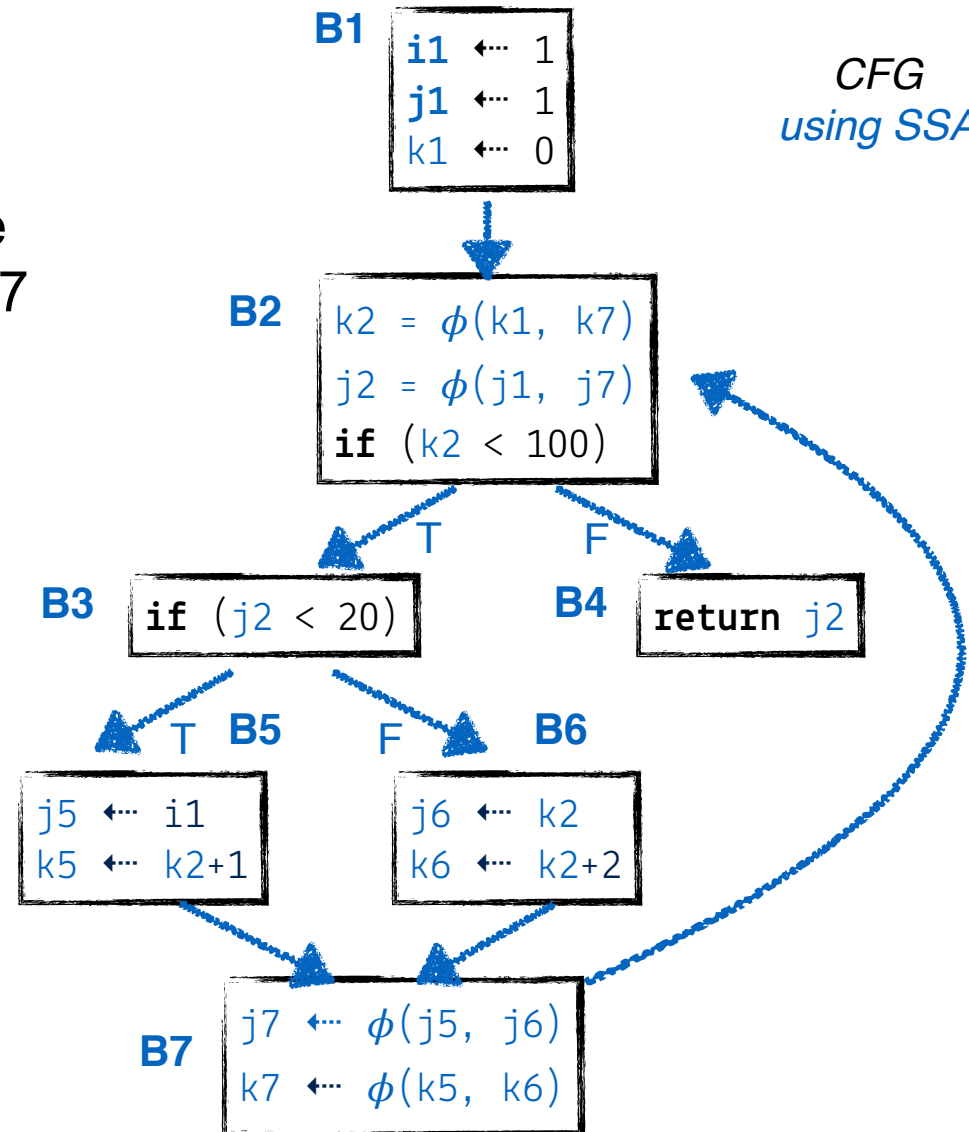 B1
i1 ⇠ 1
j1 ⇠ 1
k1 ⇠ 0
CFG
using SSA
e
7
B2
k2 = ϕ(k1, k7)
j2 = ϕ(j1, j7)
if (k2 < 100)
T
F
B3
if (j2 < 20)
B4
return j2
T
B5
F
B6
j5 ⇠ i1
k5 ⇠ k2+1
j6 ⇠ k2
k6 ⇠ k2+2
B7
j7 ⇠ ϕ(j5, j6)
k7 ⇠ ϕ(k5, k6)